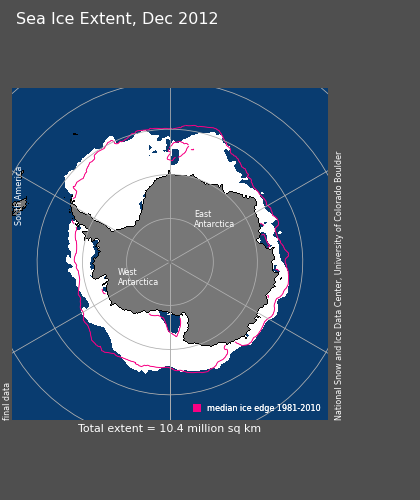 Sea Ice Extent, Dec 2012
South America
East
Antarctica
West
Antarctica
National Snow and Ice Data Center, University of Colorado Boulder
final data
median ice edge 1981-2010
Total extent = 10.4 million sq km